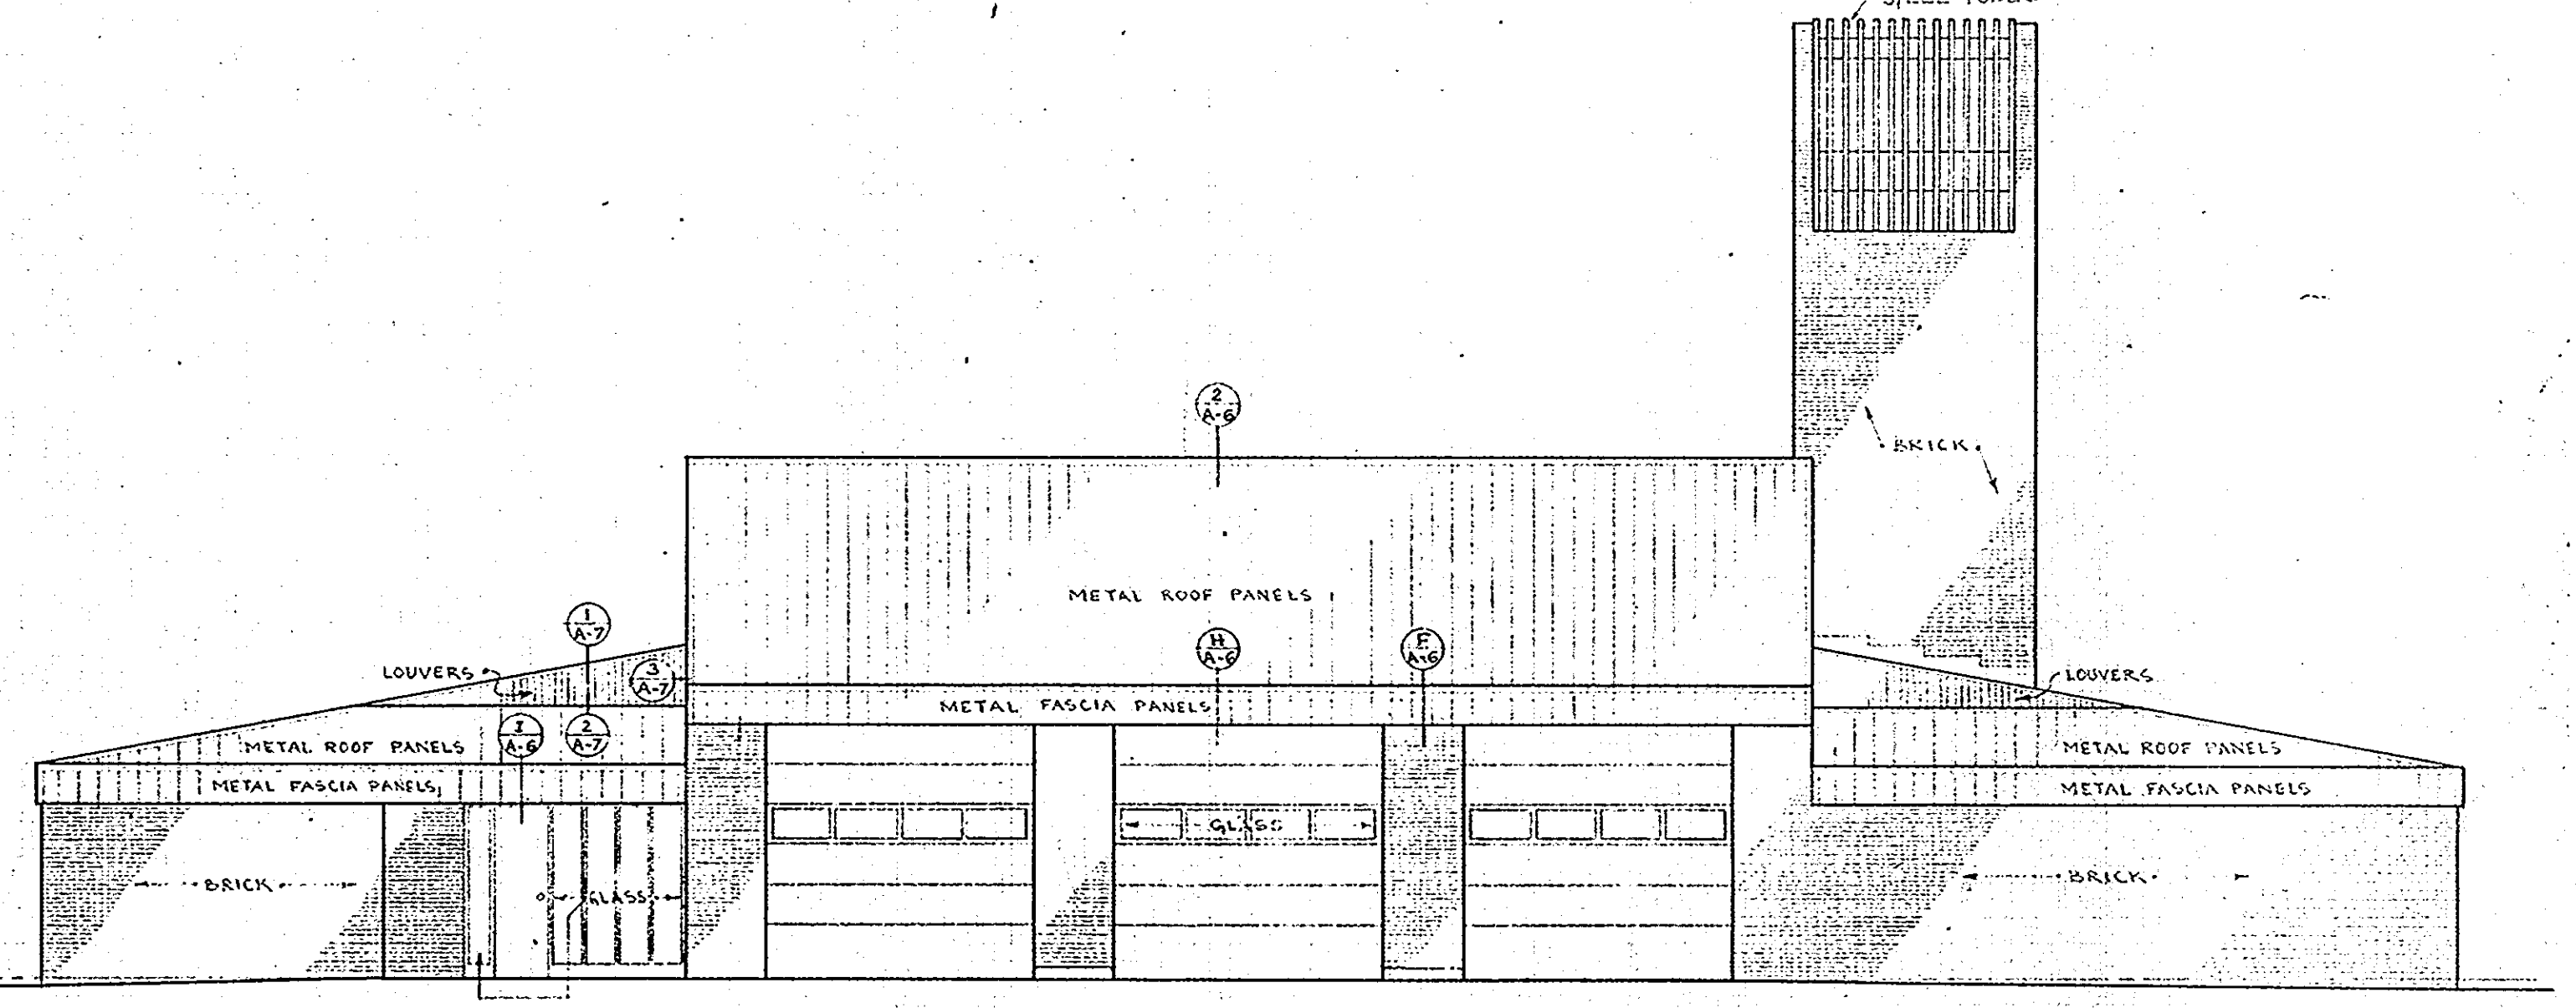 2
A-6
BRICK
METAL ROOF PANELS
1
A-7
H
A-6
E
A-6
LOUVERS
3
A-7
LOUVERS
METAL FASCIA PANELS
I
A-6
2
A-7
METAL ROOF PANELS
METAL ROOF PANELS
METAL FASCIA PANELS
METAL FASCIA PANELS
GLASS
BRICK
GLASS
BRICK